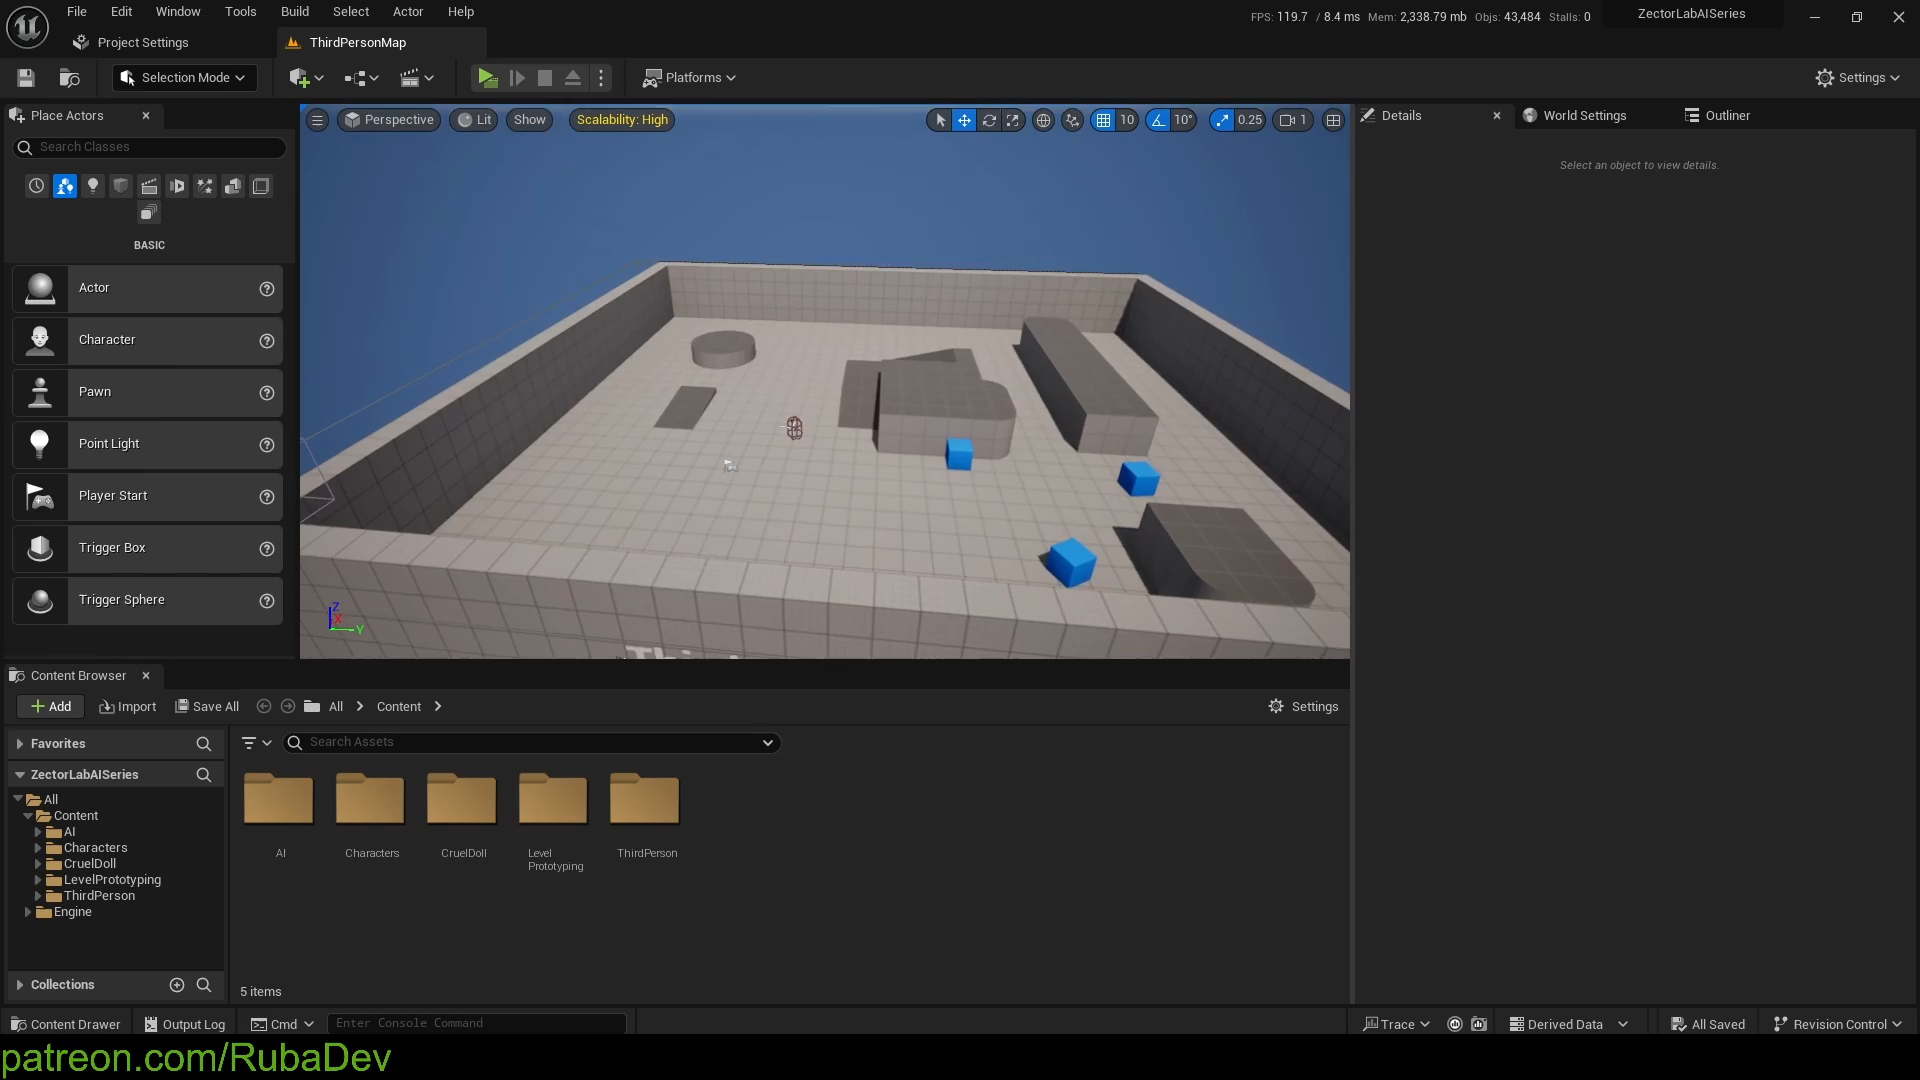 File Edit Window Tools Build Select Actor Help
FPS: 119.7 / 8.4 ms Mem: 2,338.79 mb Objs: 43,484 Stalls: 0
ZectorLabAISeries
Project Settings
ThirdPersonMap
Selection Mode
Platforms
Settings
Place Actors
Perspective
Lit
Show
Scalability: High
10
10°
0.25
1
Details
World Settings
Outliner
Search Classes
Select an object to view details.
BASIC
Actor
Character
Pawn
Point Light
Player Start
Trigger Box
Trigger Sphere
Z
X
Y
Content Browser
Add
Import
Save All
All
Content
Settings
Favorites
Search Assets
ZectorLabAISeries
All
Content
AI
Characters
CruelDoll
LevelPrototyping
ThirdPerson
Engine
AI
Characters
CruelDoll
Level
Prototyping
ThirdPerson
Collections
5 items
Content Drawer
Output Log
Cmd
Enter Console Command
Trace
Derived Data
All Saved
Revision Control
patreon.com/RubaDev